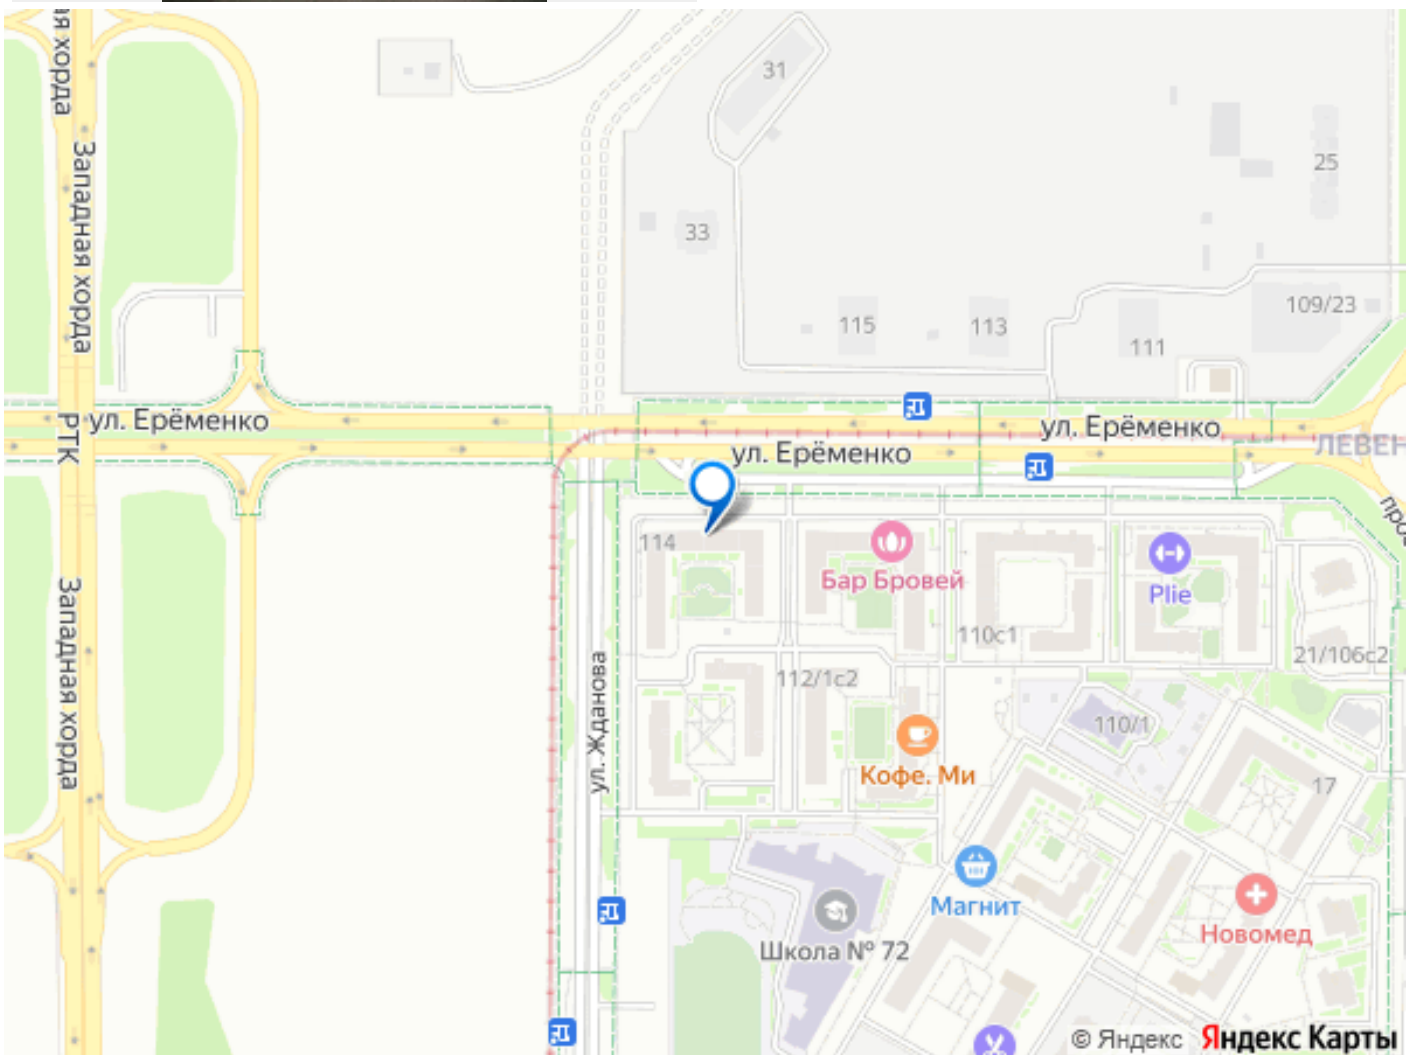 ая хорда
Западная хорда
31
25
33
115
113
111
109/23
ул. Ерёменко
ул. Ерёменко
ул. Ерёменко
ЛЕВЕН
РТК
про
114
Бар Бровей
Plie
110с1
21/106с2
112/1с2
110/1
Западная хорда
ул. Жданова
Кофе. Ми
17
Магнит
Новомед
Школа № 72
© Яндекс Яндекс Карты